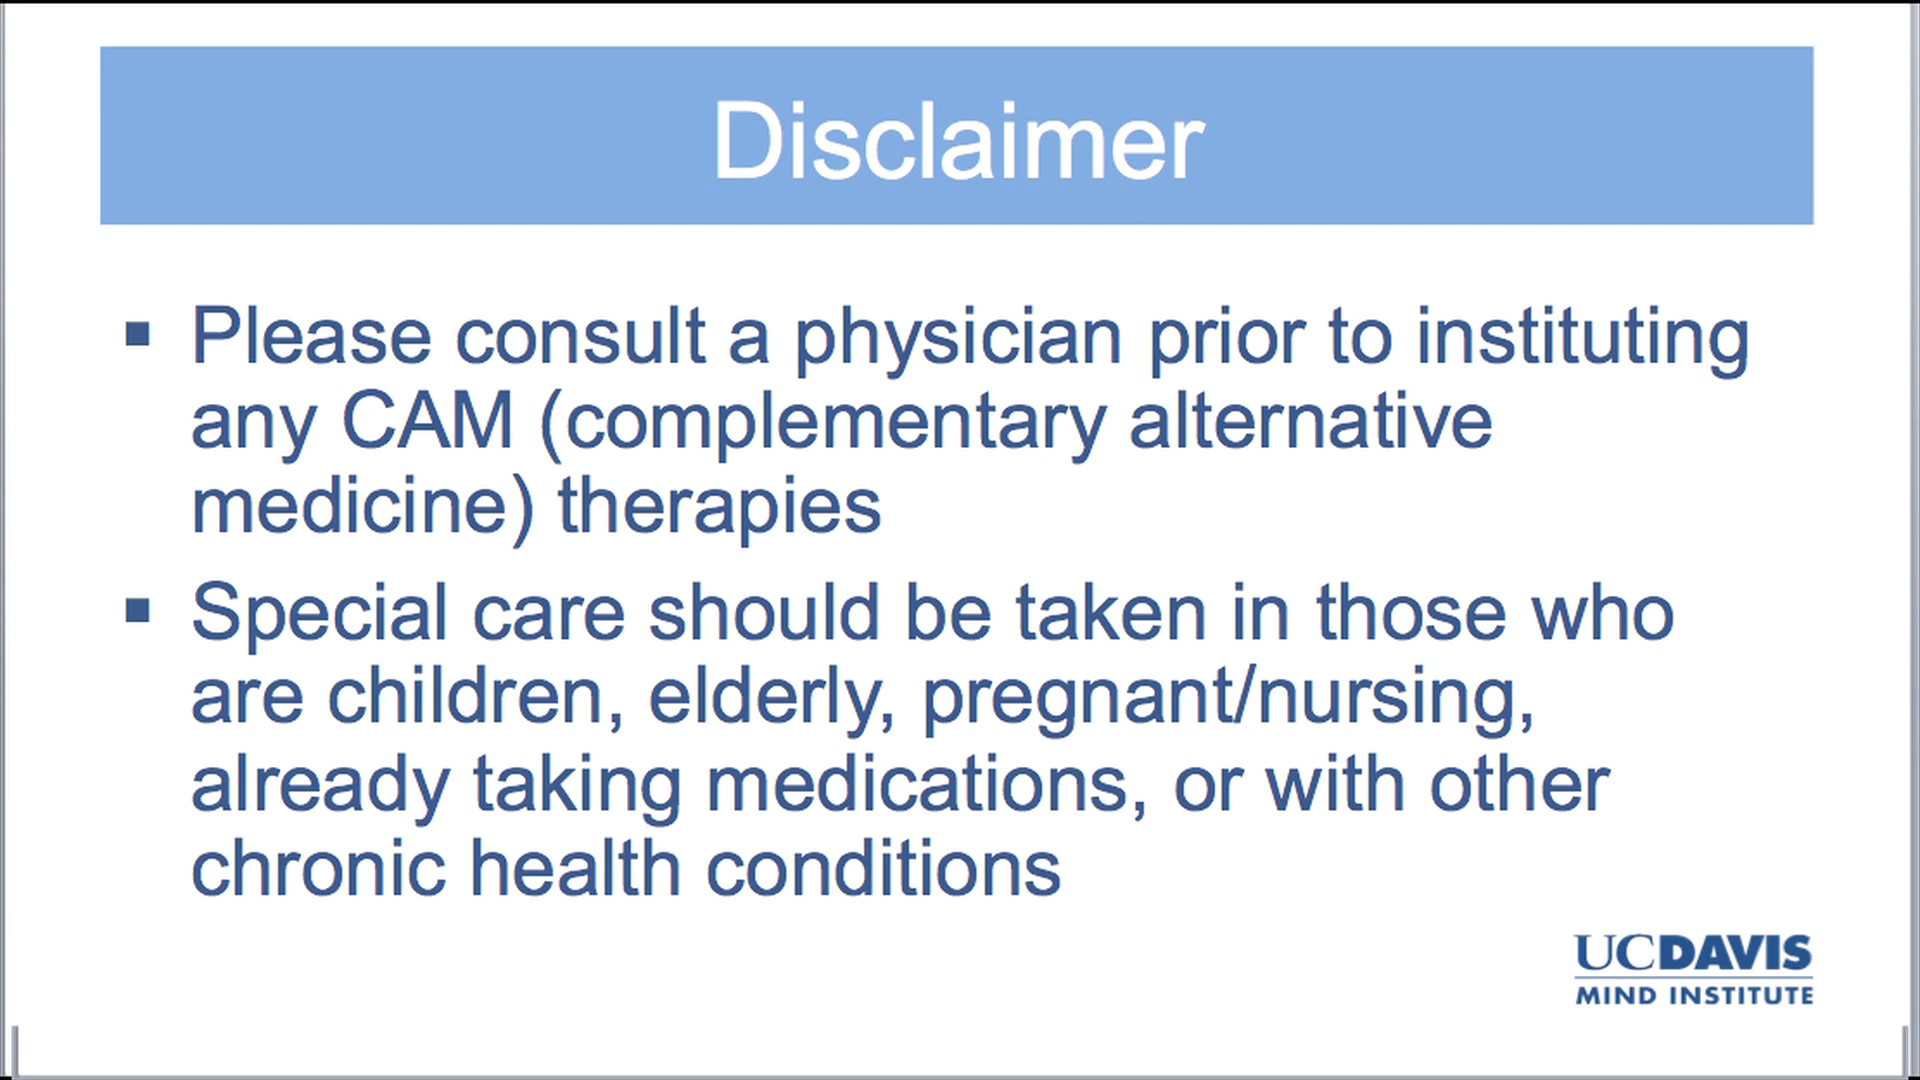 Disclaimer
▪ Please consult a physician prior to instituting
any CAM (complementary alternative
medicine) therapies
▪ Special care should be taken in those who
are children, elderly, pregnant/nursing,
already taking medications, or with other
chronic health conditions
UCDAVIS
MIND INSTITUTE